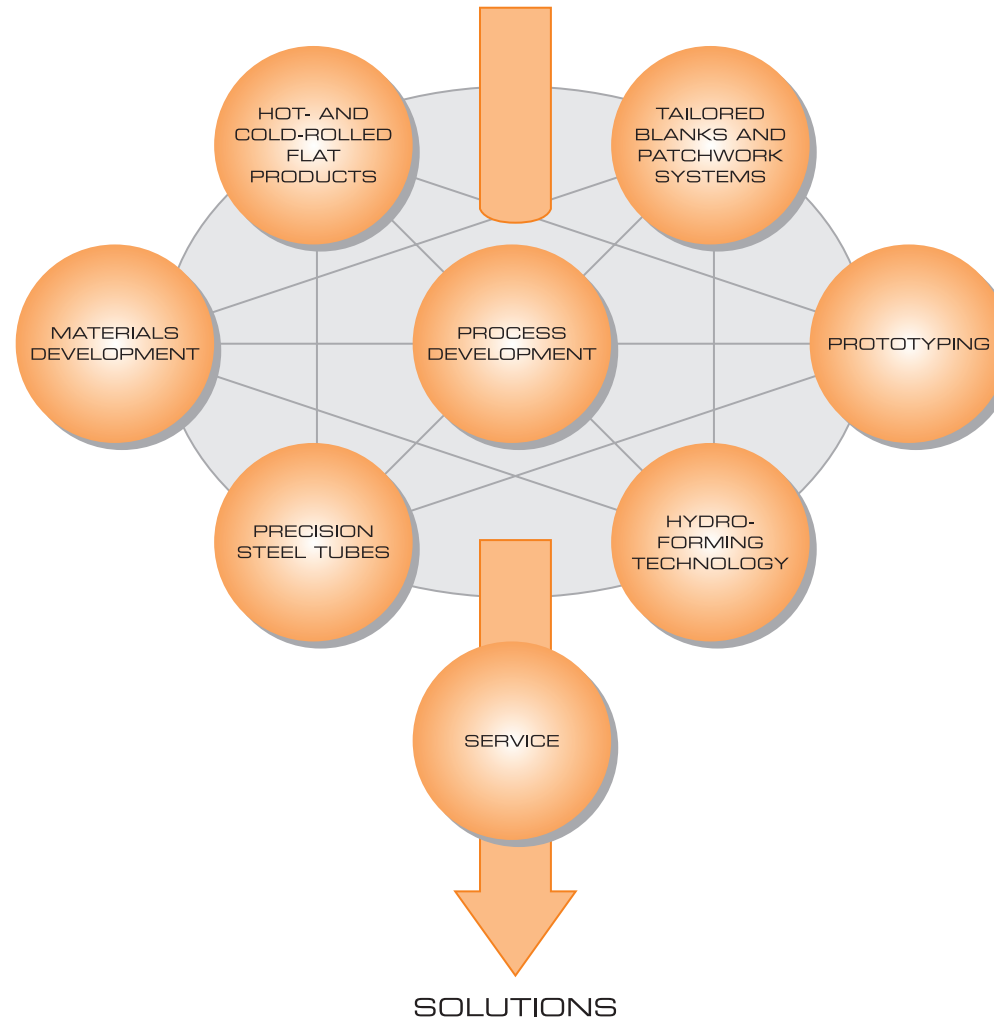 HOT- AND
COLD-ROLLED
FLAT
PRODUCTS
TAILORED
BLANKS AND
PATCHWORK
SYSTEMS
MATERIALS
DEVELOPMENT
PROCESS
DEVELOPMENT
PROTOTYPING
PRECISION
STEEL TUBES
HYDRO-
FORMING
TECHNOLOGY
SERVICE
SOLUTIONS